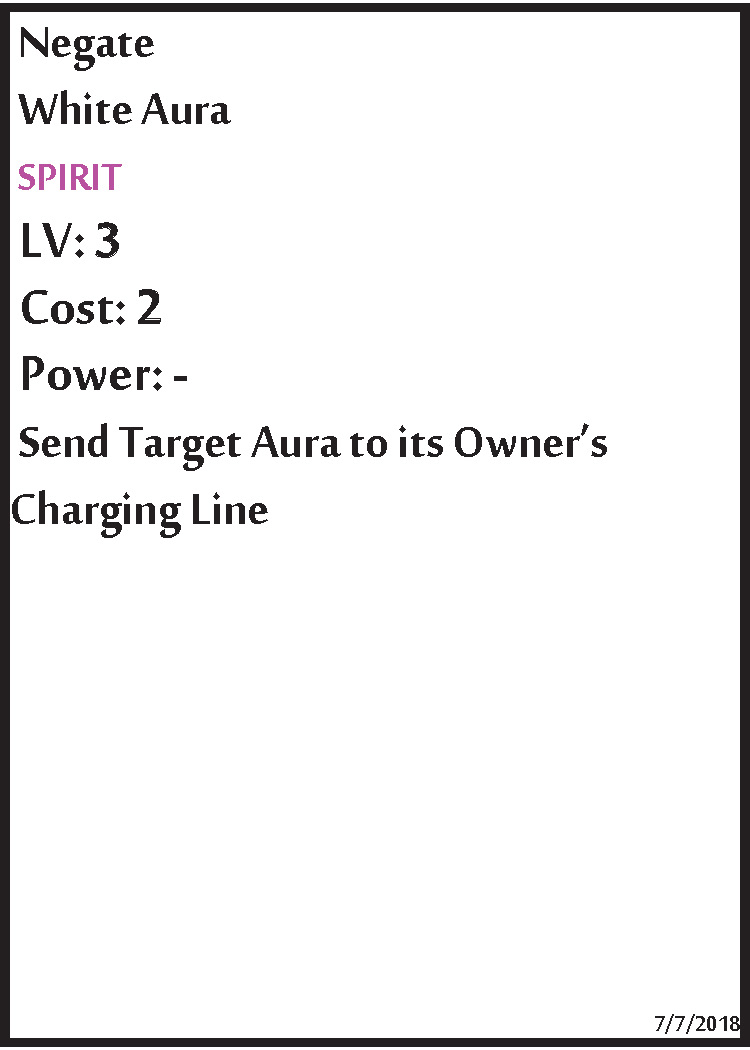 Negate
White Aura
SPIRIT
LV: 3
Cost: 2
Power: -
Send Target Aura to its Owner’s
Charging Line
7/7/2018